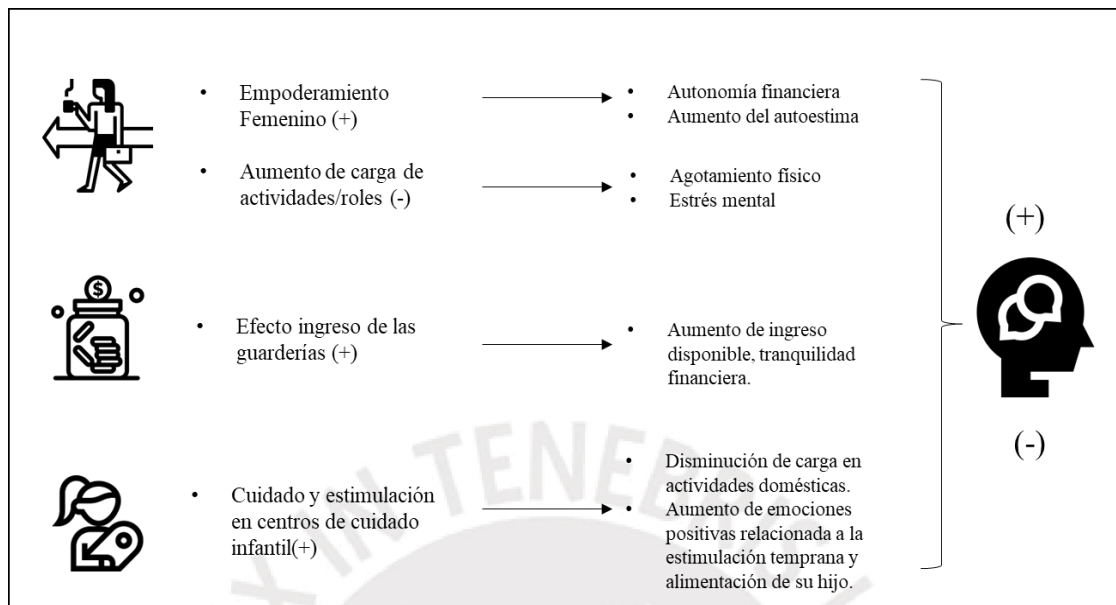 • Empoderamiento
Femenino (+)
• Autonomía financiera
• Aumento del autoestima
• Aumento de carga de
actividades/roles (-)
• Agotamiento físico
• Estrés mental
(+)
$
• Efecto ingreso de las
guarderías (+)
• Aumento de ingreso
disponible, tranquilidad
financiera.
(-)
• Cuidado y estimulación
en centros de cuidado
infantil(+)
• Disminución de carga en
actividades domésticas.
• Aumento de emociones
positivas relacionada a la
estimulación temprana y
alimentación de su hijo.
X IN TENEBRIS